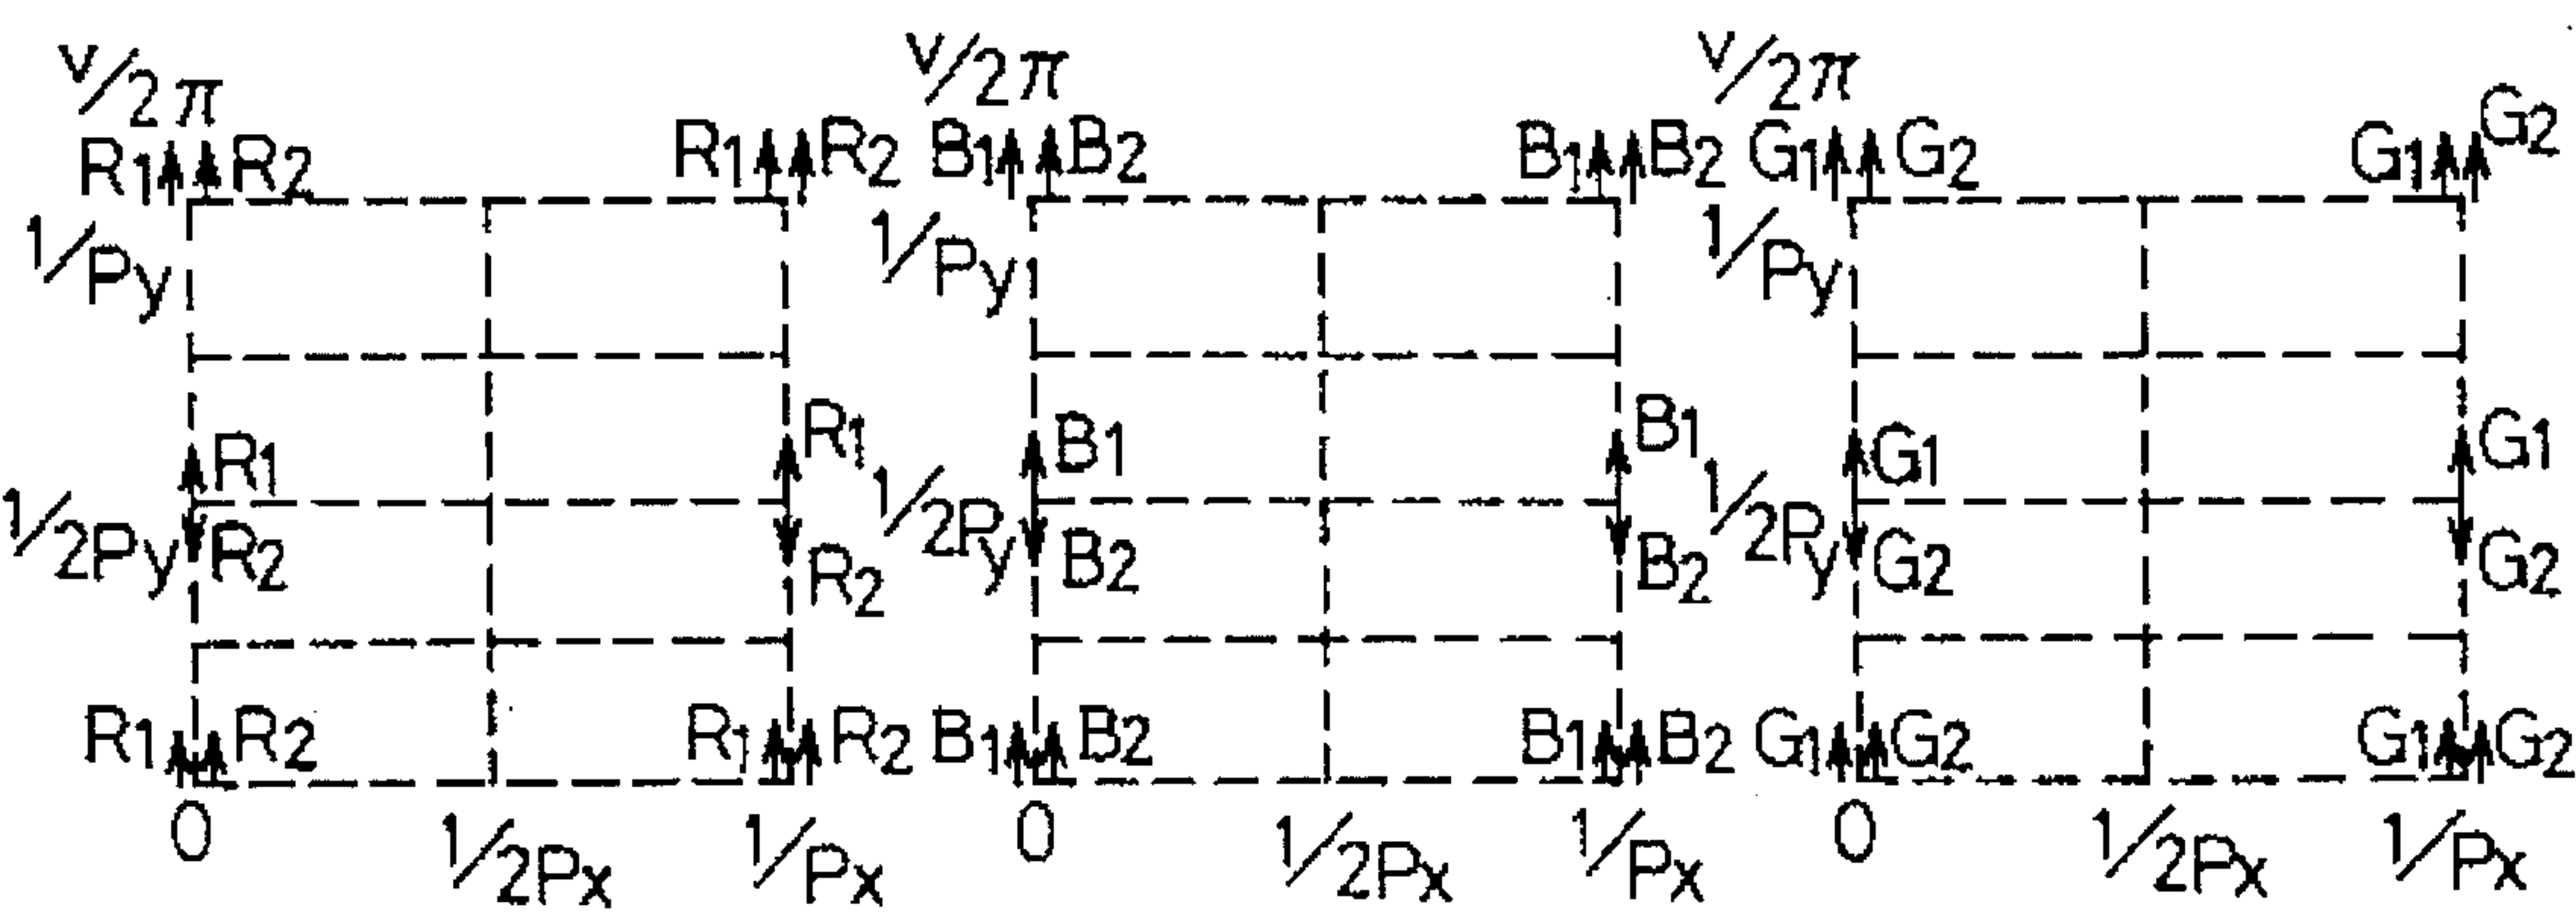 v/2π v/2π v/2π
R1 R2 R1 R2 B1 B2 B1 B2 G1 G2 G1 G2
1/Py 1/Py 1/Py
R1 R1 B1 B1 G1 G1
1/2Py 1/2Py 1/2Py
R2 R2 B2 B2 G2 G2
R1 R2 R1 R2 B1 B2 B1 B2 G1 G2 G1 G2
0 1/2Px 1/Px 0 1/2Px 1/Px 0 1/2Px 1/Px